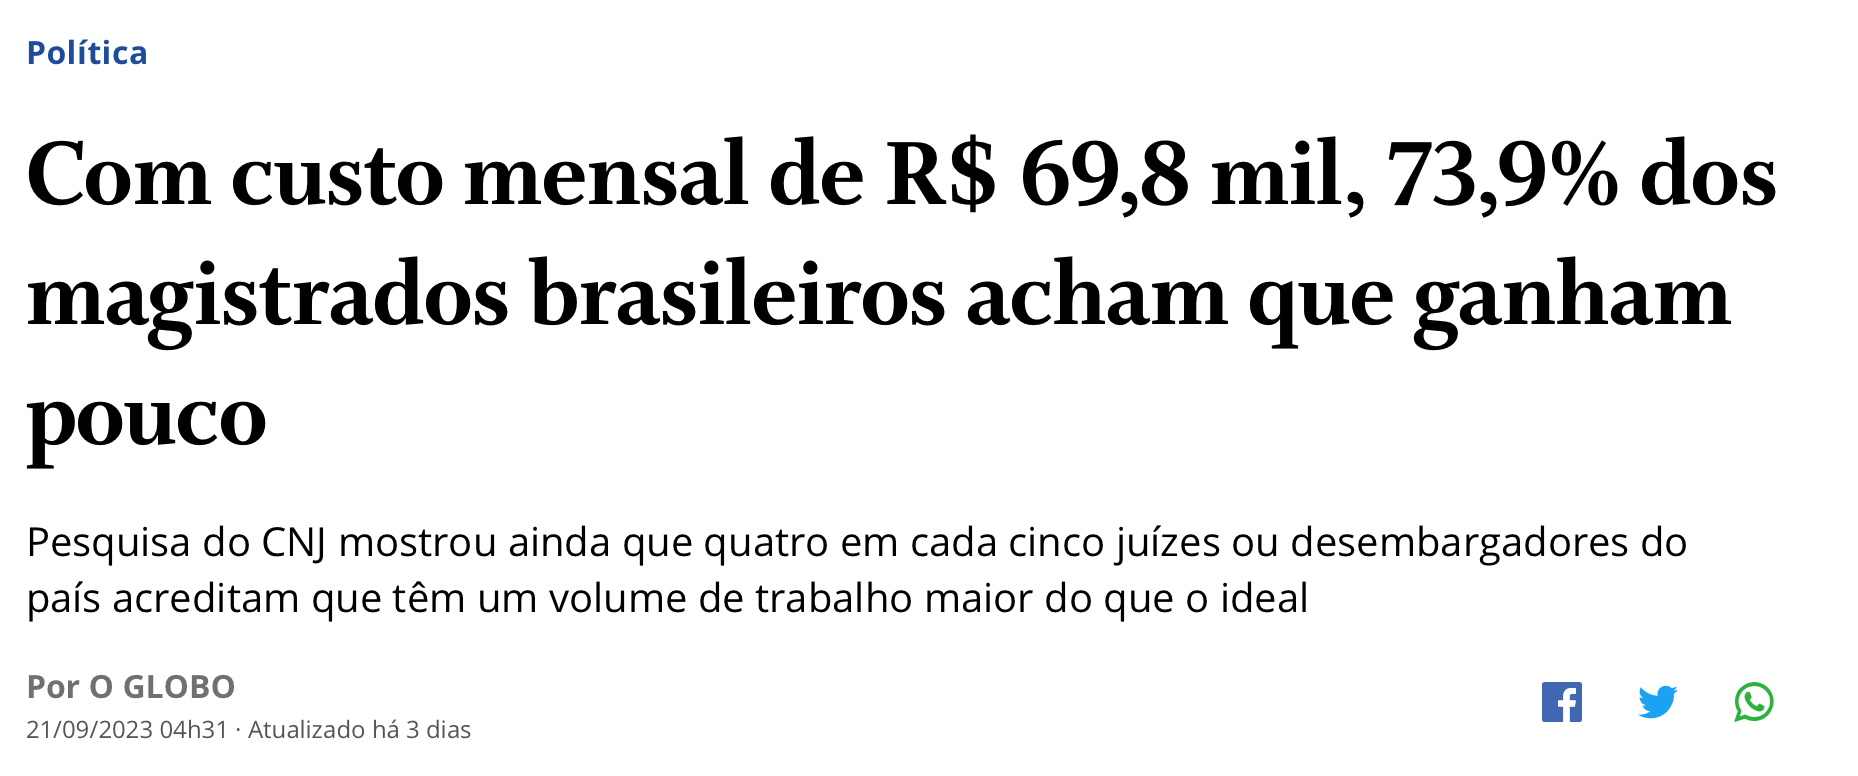 Política
Com custo mensal de R$ 69,8 mil, 73,9% dos
magistrados brasileiros acham que ganham
pouco
Pesquisa do CNJ mostrou ainda que quatro em cada cinco juízes ou desembargadores do
país acreditam que têm um volume de trabalho maior do que o ideal
Por O GLOBO
21/09/2023 04h31 · Atualizado há 3 dias